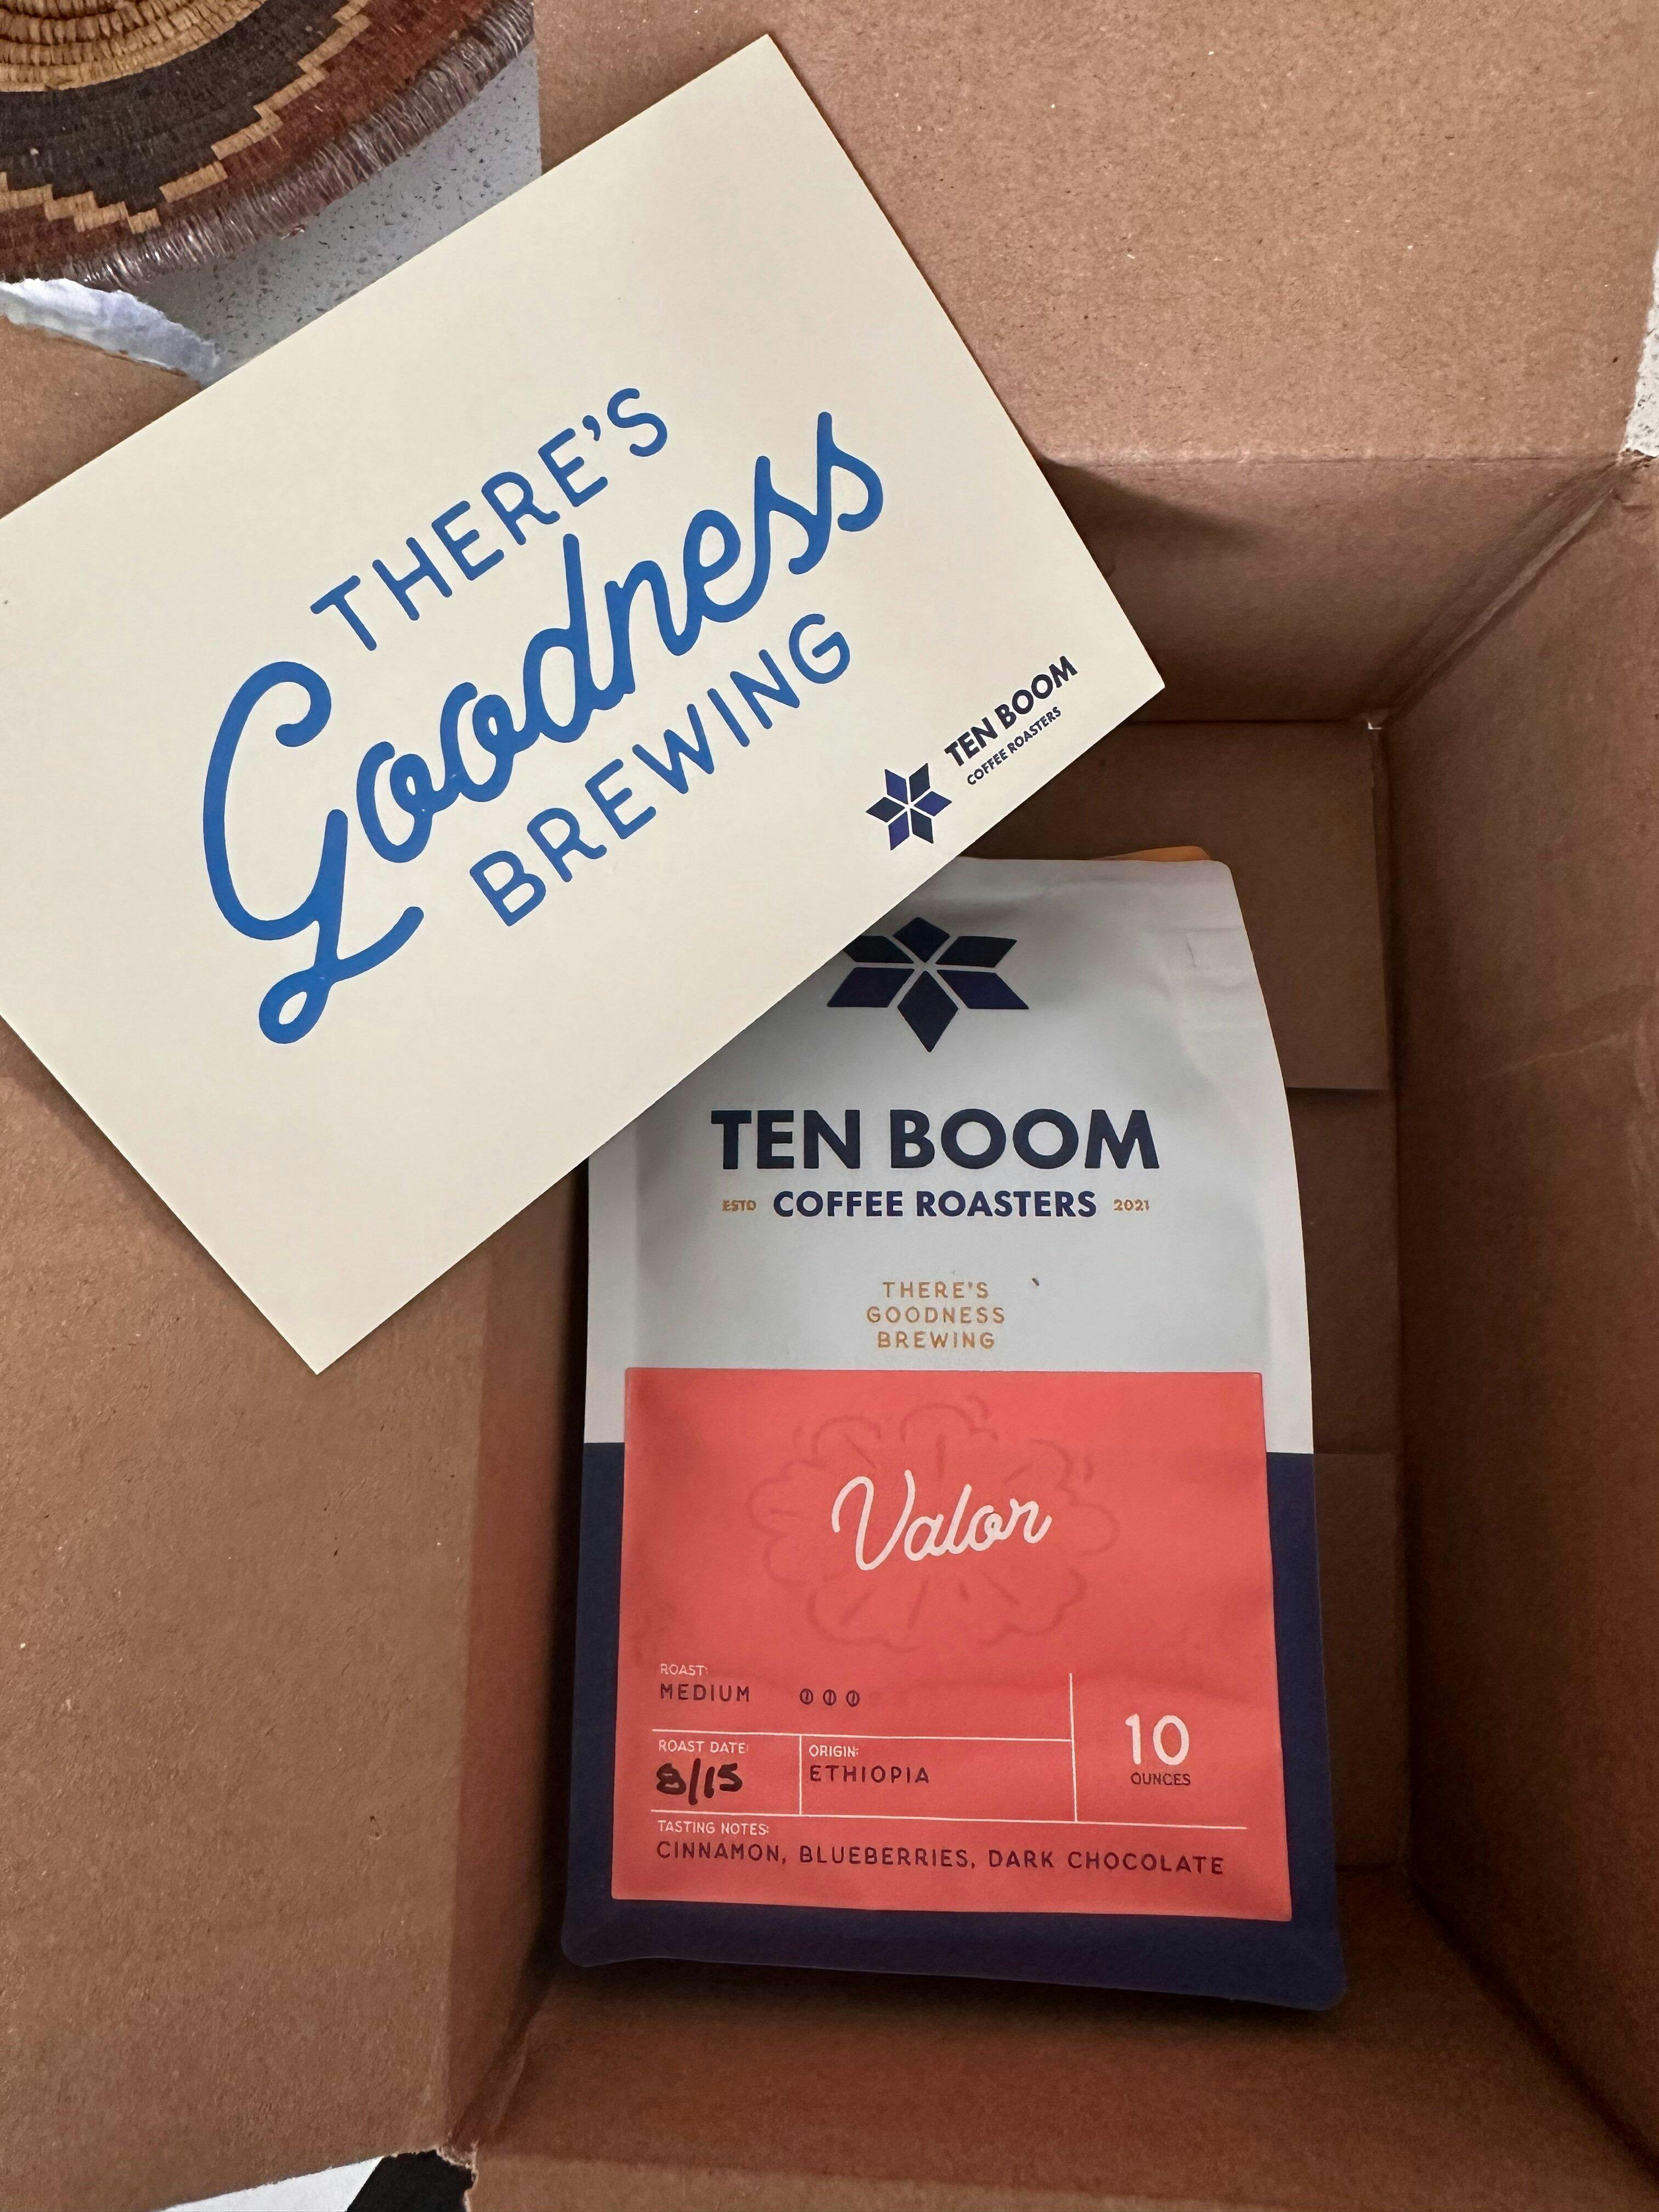 THERE'S
Goodness
BREWING
TEN BOOM
COFFEE ROASTERS
TEN BOOM
ESTD COFFEE ROASTERS 2021
THERE'S
GOODNESS
BREWING
Valor
ROAST:
MEDIUM
10
OUNCES
ROAST DATE:
8/15
ORIGIN:
ETHIOPIA
TASTING NOTES:
CINNAMON, BLUEBERRIES, DARK CHOCOLATE